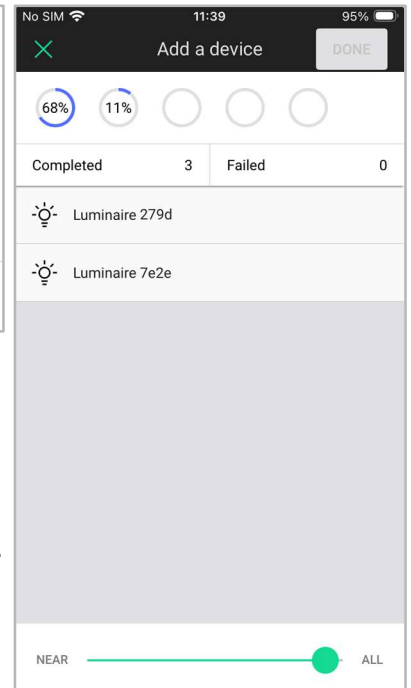 No SIM 11:39 95%
Add a device DONE
68% 11%
Completed 3 Failed 0
Luminaire 279d
Luminaire 7e2e
NEAR ALL